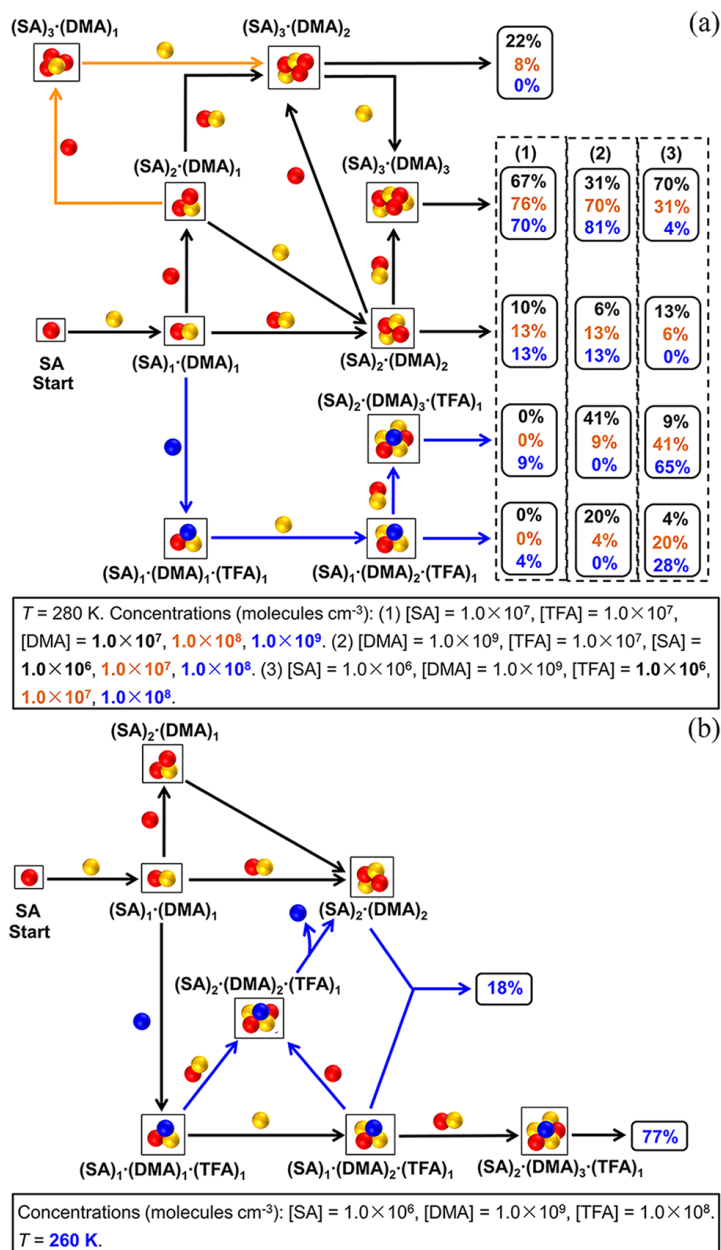 (a)
(SA)₃·(DMA)₁
(SA)₃·(DMA)₂
22%
8%
0%
(SA)₂·(DMA)₁
(SA)₃·(DMA)₃
(1)
(2)
(3)
67%
76%
70%
31%
70%
81%
70%
31%
4%
SA
Start
(SA)₁·(DMA)₁
(SA)₂·(DMA)₂
10%
13%
13%
6%
13%
13%
13%
6%
0%
(SA)₂·(DMA)₃·(TFA)₁
0%
0%
9%
41%
9%
0%
9%
41%
65%
(SA)₁·(DMA)₁·(TFA)₁
(SA)₁·(DMA)₂·(TFA)₁
0%
0%
4%
20%
4%
0%
4%
20%
28%
T = 280 K. Concentrations (molecules cm⁻³): (1) [SA] = 1.0×10⁷, [TFA] = 1.0×10⁷,
[DMA] = 1.0×10⁷, 1.0×10⁸, 1.0×10⁹. (2) [DMA] = 1.0×10⁹, [TFA] = 1.0×10⁷, [SA] =
1.0×10⁶, 1.0×10⁷, 1.0×10⁸. (3) [SA] = 1.0×10⁶, [DMA] = 1.0×10⁹, [TFA] = 1.0×10⁶,
1.0×10⁷, 1.0×10⁸.
(b)
(SA)₂·(DMA)₁
SA
Start
(SA)₁·(DMA)₁
(SA)₂·(DMA)₂
(SA)₂·(DMA)₂·(TFA)₁
18%
77%
(SA)₁·(DMA)₁·(TFA)₁
(SA)₁·(DMA)₂·(TFA)₁
(SA)₂·(DMA)₃·(TFA)₁
Concentrations (molecules cm⁻³): [SA] = 1.0×10⁶, [DMA] = 1.0×10⁹, [TFA] = 1.0×10⁸.
T = 260 K.